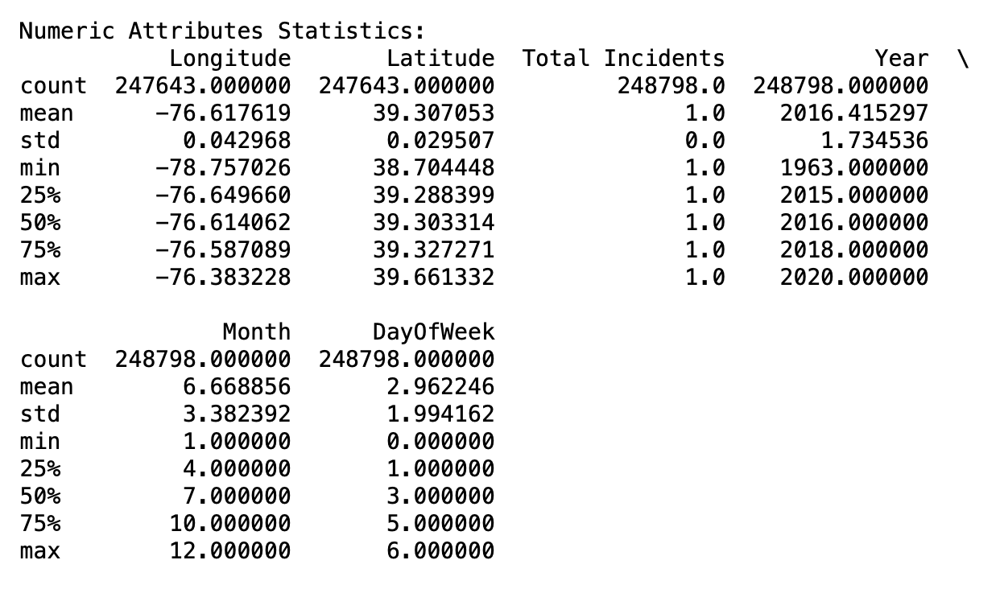 Numeric Attributes Statistics:
Longitude Latitude Total Incidents Year \
count 247643.000000 247643.000000 248798.0 248798.000000
mean −76.617619 39.307053 1.0 2016.415297
std 0.042968 0.029507 0.0 1.734536
min −78.757026 38.704448 1.0 1963.000000
25% −76.649660 39.288399 1.0 2015.000000
50% −76.614062 39.303314 1.0 2016.000000
75% −76.587089 39.327271 1.0 2018.000000
max −76.383228 39.661332 1.0 2020.000000
Month DayOfWeek
count 248798.000000 248798.000000
mean 6.668856 2.962246
std 3.382392 1.994162
min 1.000000 0.000000
25% 4.000000 1.000000
50% 7.000000 3.000000
75% 10.000000 5.000000
max 12.000000 6.000000